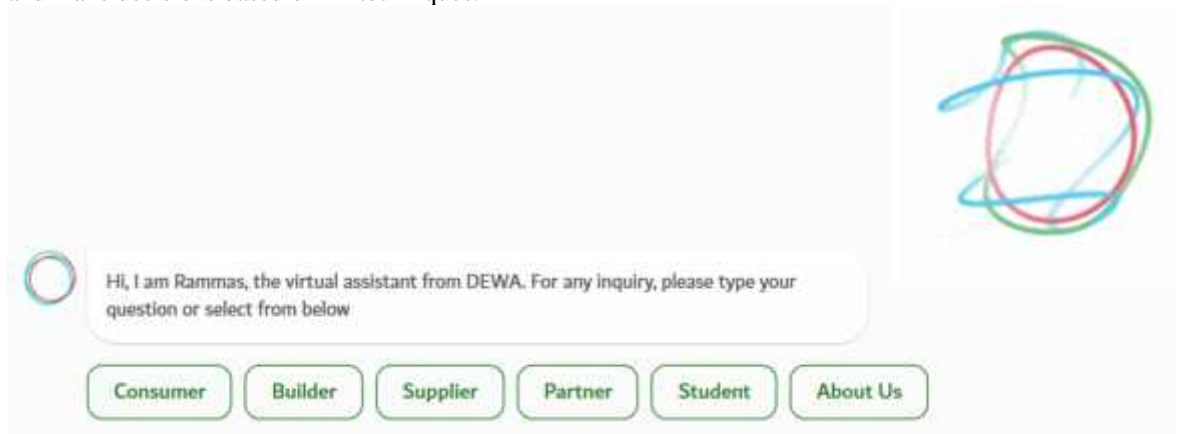 Hi, I am Rammas, the virtual assistant from DEWA. For any inquiry, please type your
question or select from below
Consumer Builder Supplier Partner Student About Us